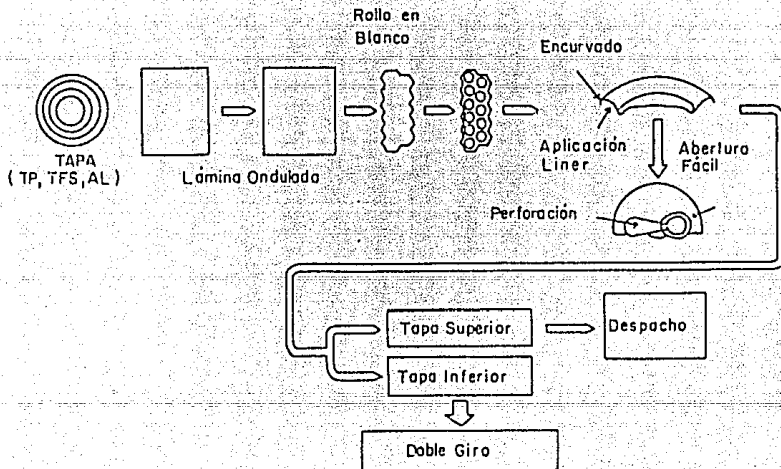 Rollo en
Blanco
Encurvado
TAPA
( TP, TFS, AL )
Lámina Ondulada
Aplicación
Liner
Abertura
Fácil
Perforación
Tapa Superior
Despacho
Tapa Inferior
Doble Giro